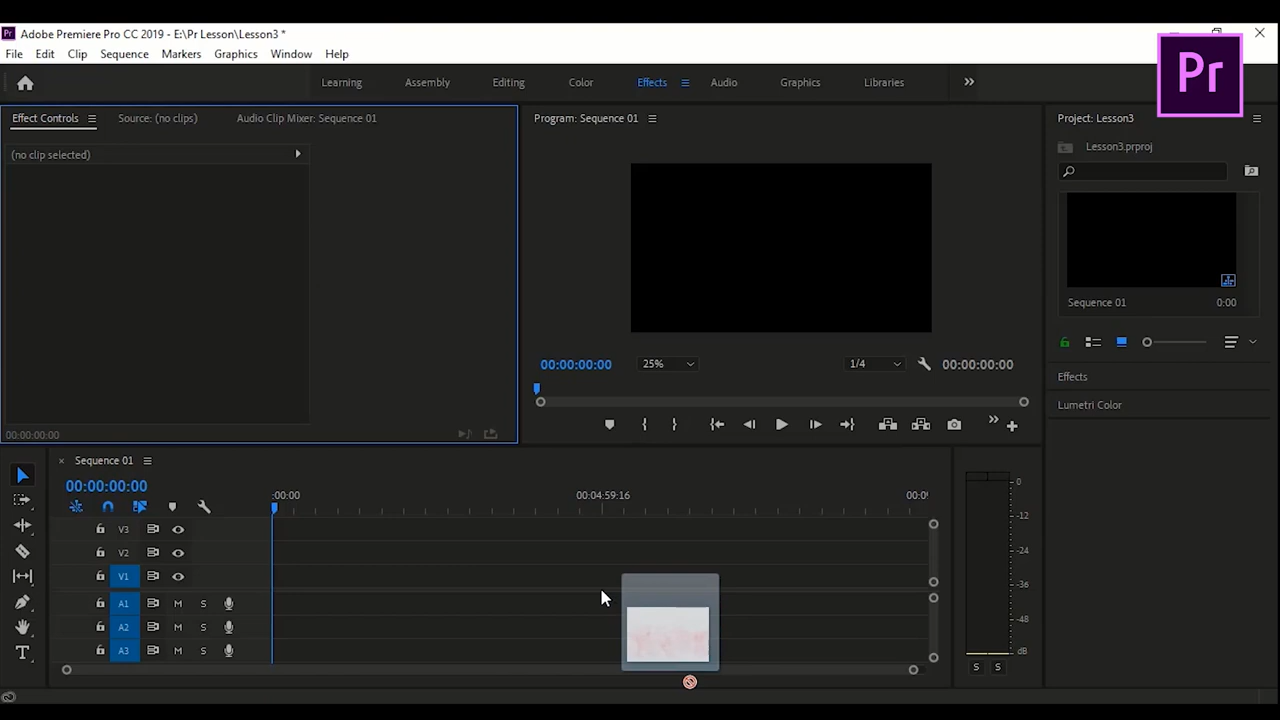 Pr Adobe Premiere Pro CC 2019 - E:\Pr Lesson\Lesson3 *
File Edit Clip Sequence Markers Graphics Window Help
Pr
Learning Assembly Editing Color Effects Audio Graphics Libraries
Effect Controls Source: (no clips) Audio Clip Mixer: Sequence 01
Program: Sequence 01
Project: Lesson3
(no clip selected)
Lesson3.prproj
Sequence 01 0:00
00:00:00:00 25% 1/4 00:00:00:00
Effects
Lumetri Color
00:00:00:00
Sequence 01
00:00:00:00
:00:00 00:04:59:16 00:09
V3
V2
V1
A1 M S
A2 M S
A3 M S
0
-12
-24
-36
-48
dB
S S
T